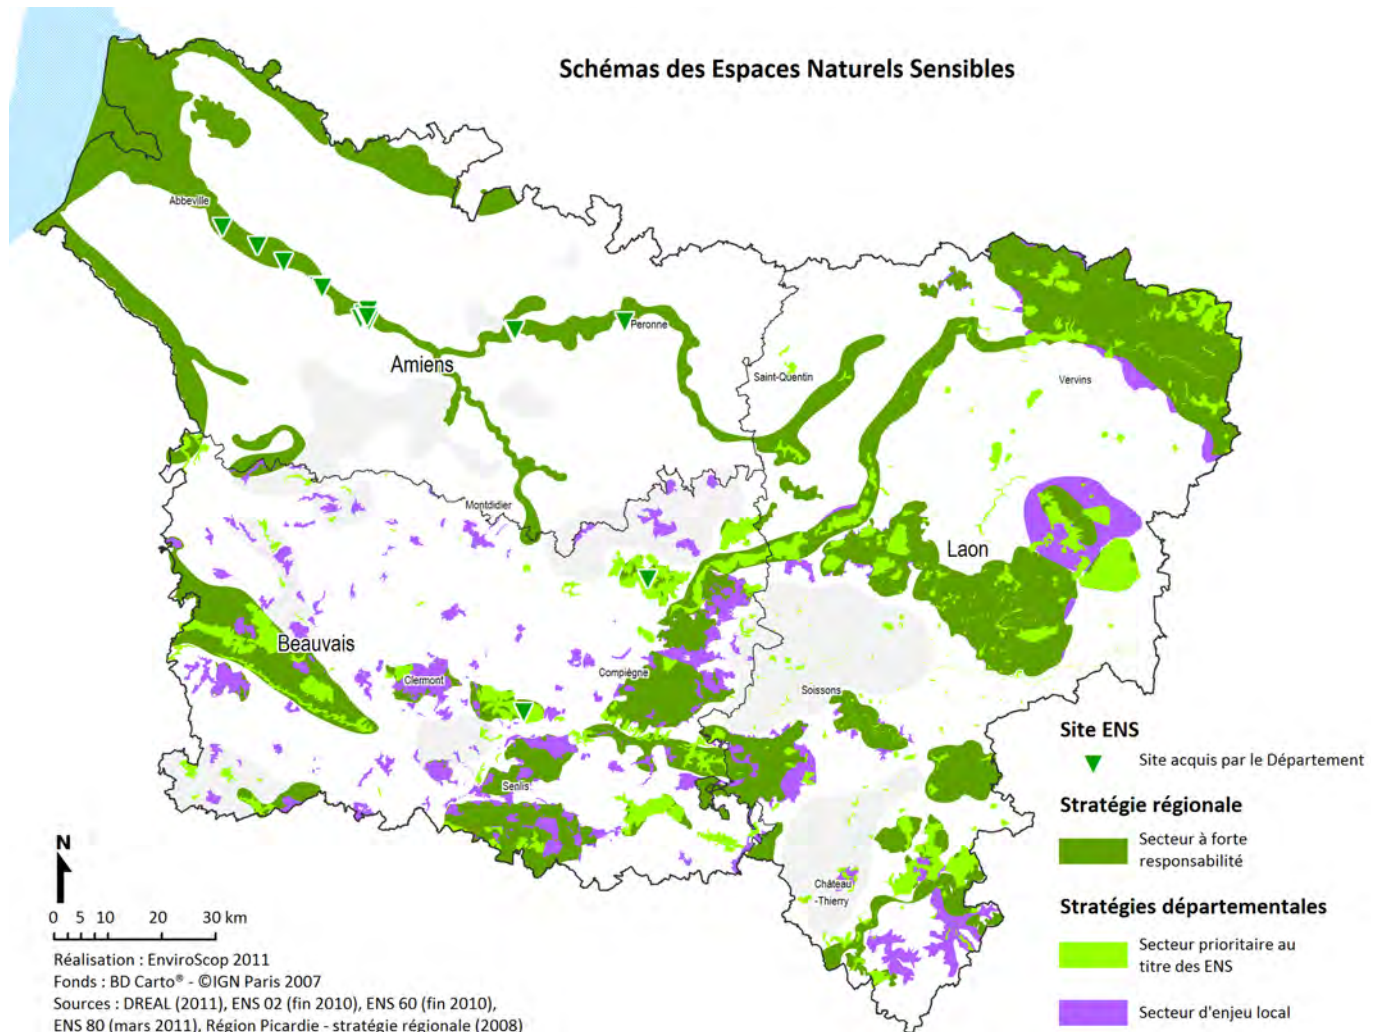 Schémas des Espaces Naturels Sensibles
Abbeville
Amiens
Peronne
Saint-Quentin
Vervins
Montdidier
Laon
Beauvais
Clermont
Compiègne
Soissons
Senlis
Château
-Thierry
Site ENS
Site acquis par le Département
Stratégie régionale
Secteur à forte
responsabilité
Stratégies départementales
Secteur prioritaire au
titre des ENS
Secteur d'enjeu local
N
0 5 10 20 30 km
Réalisation : EnviroScop 2011
Fonds : BD Carto® - ©IGN Paris 2007
Sources : DREAL (2011), ENS 02 (fin 2010), ENS 60 (fin 2010),
ENS 80 (mars 2011), Région Picardie - stratégie régionale (2008)